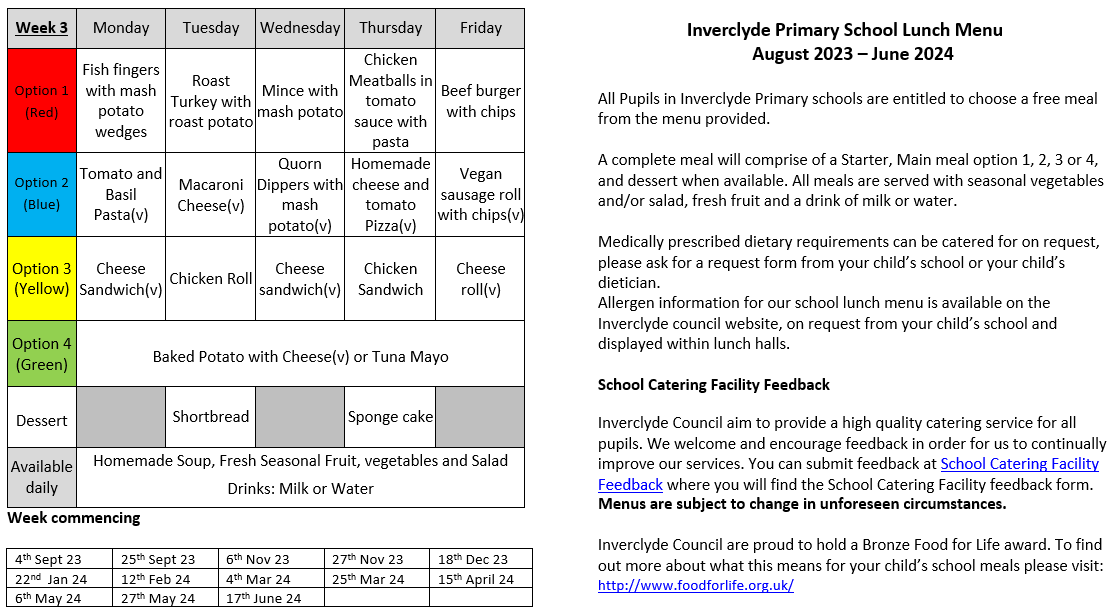 Week 3 Monday Tuesday Wednesday Thursday Friday
Option 1
(Red)
Fish fingers
with mash
potato
wedges
Roast
Turkey with
roast potato
Mince with
mash potato
Chicken
Meatballs in
tomato
sauce with
pasta
Beef burger
with chips
Option 2
(Blue)
Tomato and
Basil
Pasta(v)
Macaroni
Cheese(v)
Quorn
Dippers with
mash
potato(v)
Homemade
cheese and
tomato
Pizza(v)
Vegan
sausage roll
with chips(v)
Option 3
(Yellow)
Cheese
Sandwich(v)
Chicken Roll
Cheese
sandwich(v)
Chicken
Sandwich
Cheese
roll(v)
Option 4
(Green)
Baked Potato with Cheese(v) or Tuna Mayo
Dessert
Shortbread
Sponge cake
Available
daily
Homemade Soup, Fresh Seasonal Fruit, vegetables and Salad
Drinks: Milk or Water
Week commencing
4th Sept 23 25th Sept 23 6th Nov 23 27th Nov 23 18th Dec 23
22nd Jan 24 12th Feb 24 4th Mar 24 25th Mar 24 15th April 24
6th May 24 27th May 24 17th June 24
Inverclyde Primary School Lunch Menu
August 2023 – June 2024
All Pupils in Inverclyde Primary schools are entitled to choose a free meal
from the menu provided.
A complete meal will comprise of a Starter, Main meal option 1, 2, 3 or 4,
and dessert when available. All meals are served with seasonal vegetables
and/or salad, fresh fruit and a drink of milk or water.
Medically prescribed dietary requirements can be catered for on request,
please ask for a request form from your child’s school or your child’s
dietician.
Allergen information for our school lunch menu is available on the
Inverclyde council website, on request from your child’s school and
displayed within lunch halls.
School Catering Facility Feedback
Inverclyde Council aim to provide a high quality catering service for all
pupils. We welcome and encourage feedback in order for us to continually
improve our services. You can submit feedback at School Catering Facility
Feedback where you will find the School Catering Facility feedback form.
Menus are subject to change in unforeseen circumstances.
Inverclyde Council are proud to hold a Bronze Food for Life award. To find
out more about what this means for your child’s school meals please visit:
http://www.foodforlife.org.uk/